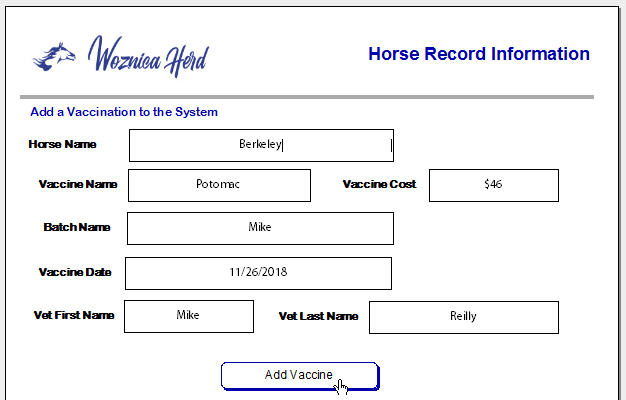 Woznica Herd
Horse Record Information
Add a Vaccination to the System
Horse Name Berkeley
Vaccine Name Potomac Vaccine Cost $46
Batch Name Mike
Vaccine Date 11/26/2018
Vet First Name Mike Vet Last Name Reilly
Add Vaccine